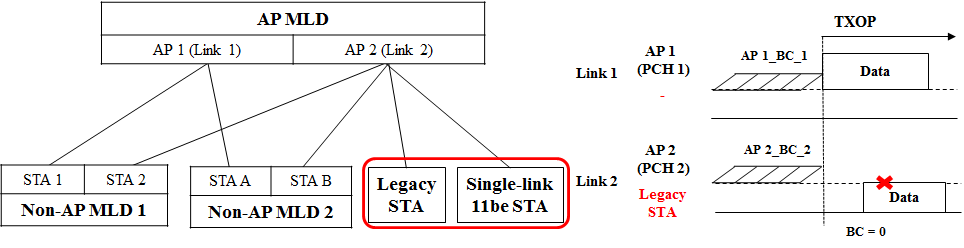 AP MLD
AP 1 (Link 1)
AP 2 (Link 2)
STA 1
STA 2
Non-AP MLD 1
STA A
STA B
Non-AP MLD 2
Legacy
STA
Single-link
11be STA
TXOP
Link 1
AP 1
(PCH 1)
-
AP 1_BC_1
Data
Link 2
AP 2
(PCH 2)
Legacy
STA
AP 2_BC_2
Data
BC = 0